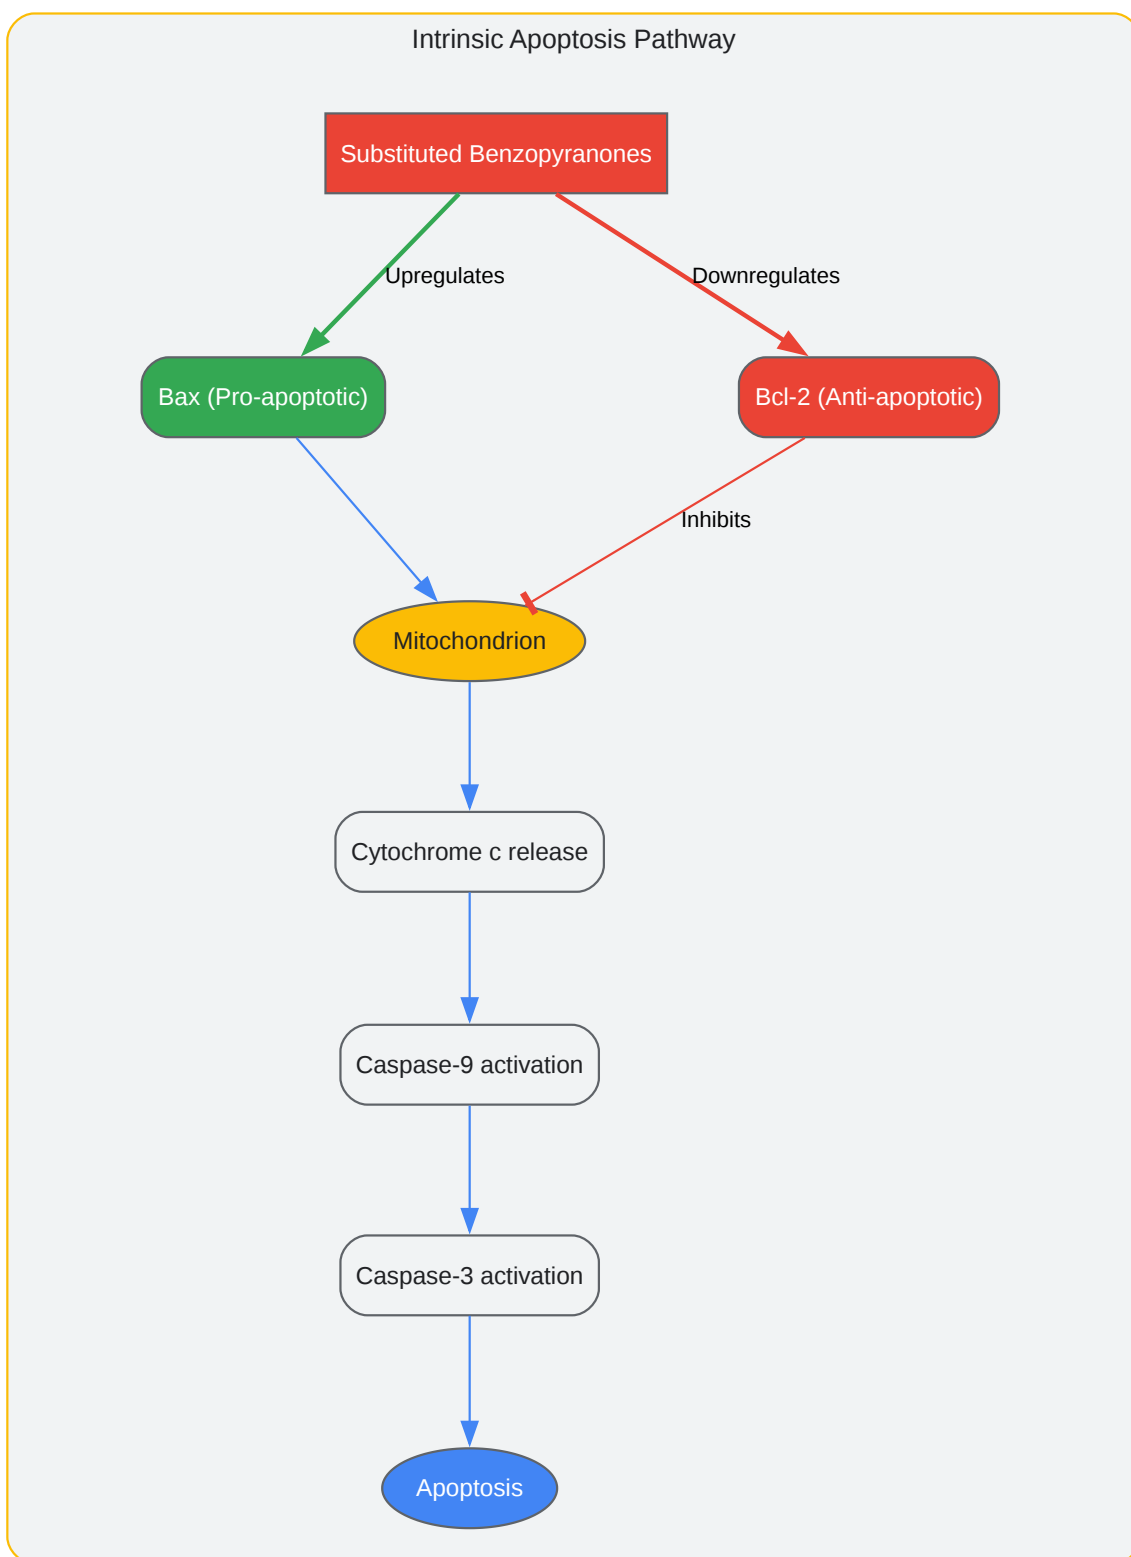 Intrinsic Apoptosis Pathway
Substituted Benzopyranones
Upregulates
Downregulates
Bax (Pro-apoptotic)
Bcl-2 (Anti-apoptotic)
Inhibits
Mitochondrion
Cytochrome c release
Caspase-9 activation
Caspase-3 activation
Apoptosis